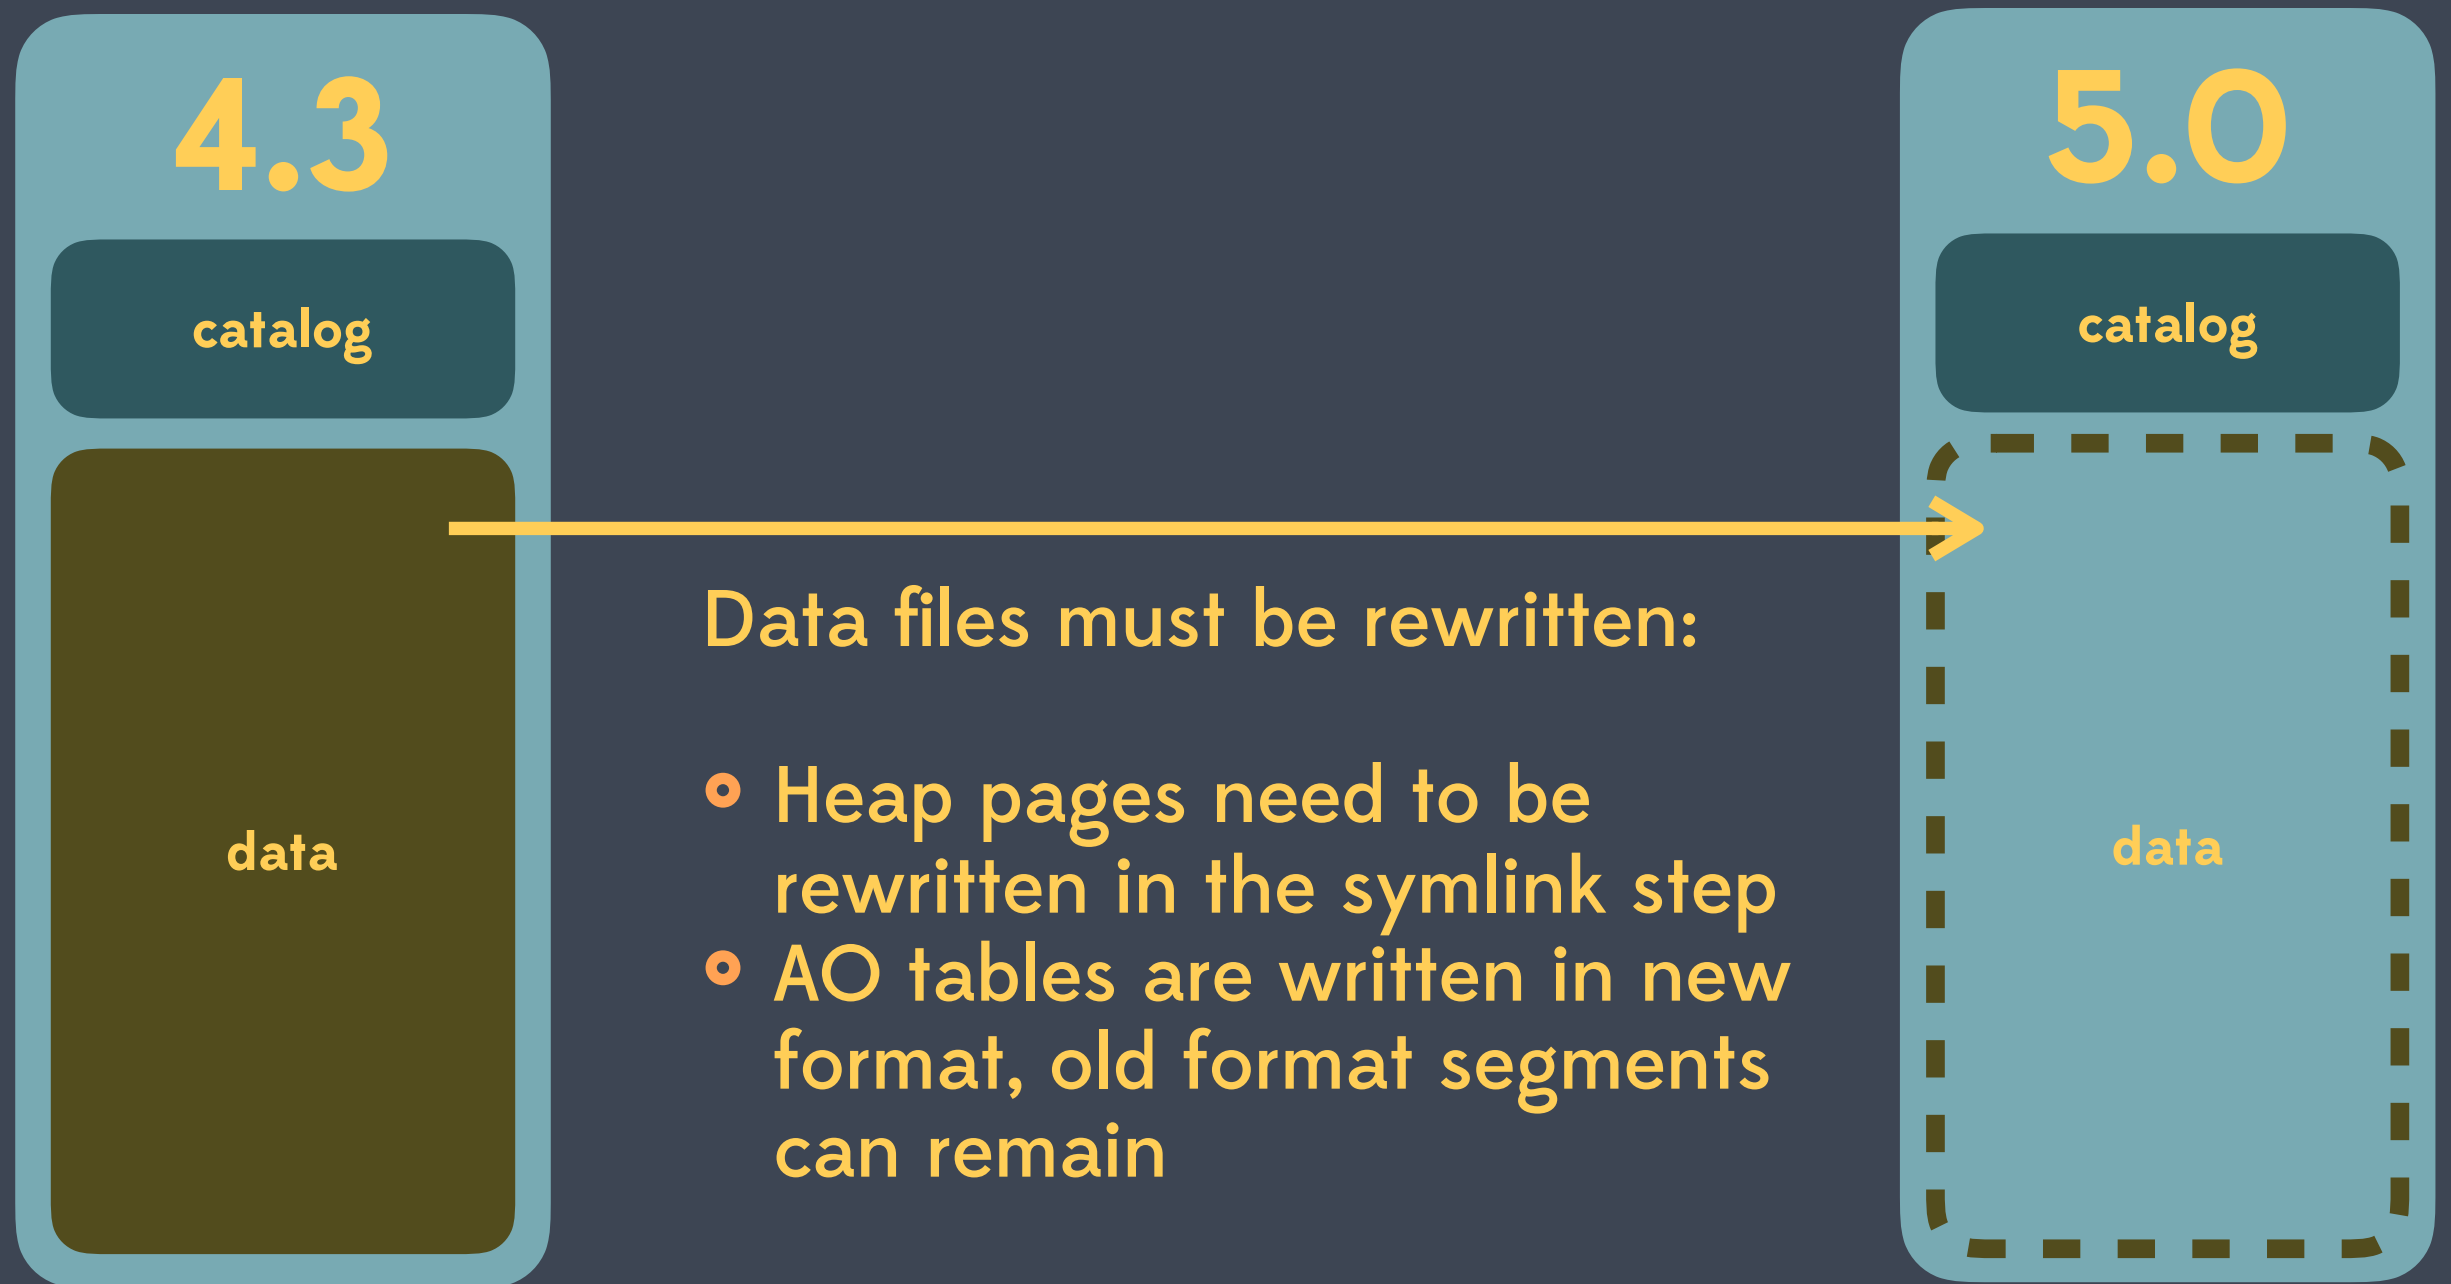 4.3
catalog
data
Data files must be rewritten:
Heap pages need to be
rewritten in the symlink step
AO tables are written in new
format, old format segments
can remain
5.0
catalog
data